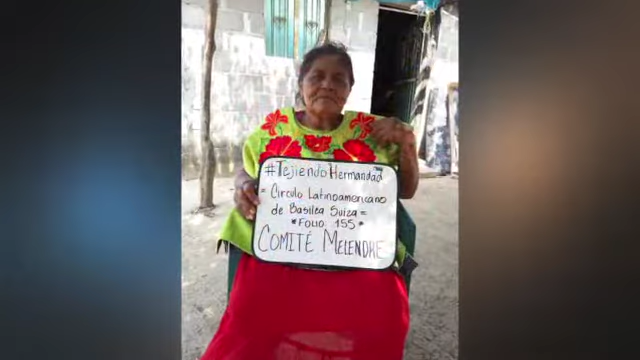 #TejiendoHermandad
= Círculo Latinoamericano
de Basilea Suiza =
*FOLIO: 155*
COMITÉ MELENDRE